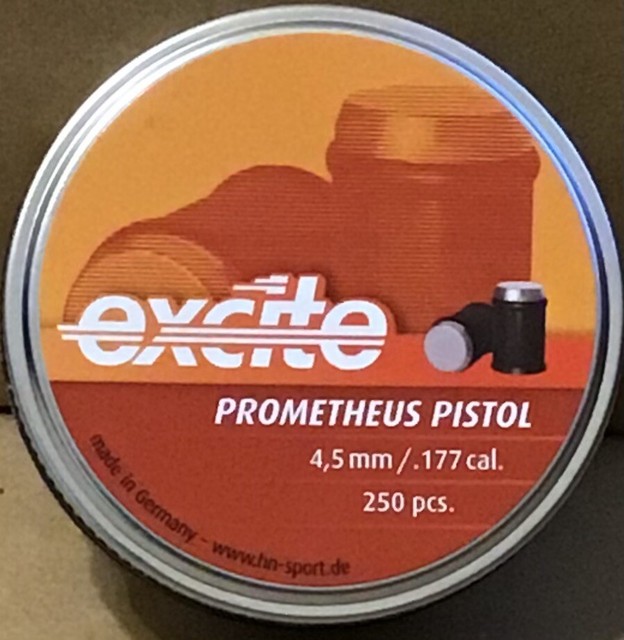 excite
PROMETHEUS PISTOL
4,5 mm / .177 cal.
250 pcs.
made in Germany - www.hn-sport.de